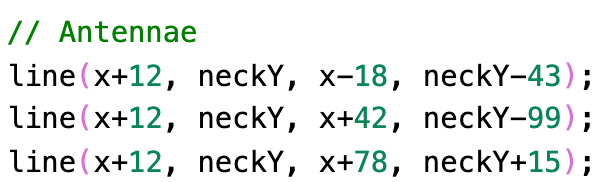 // Antennae
line(x+12, neckY, x-18, neckY-43);
line(x+12, neckY, x+42, neckY-99);
line(x+12, neckY, x+78, neckY+15);